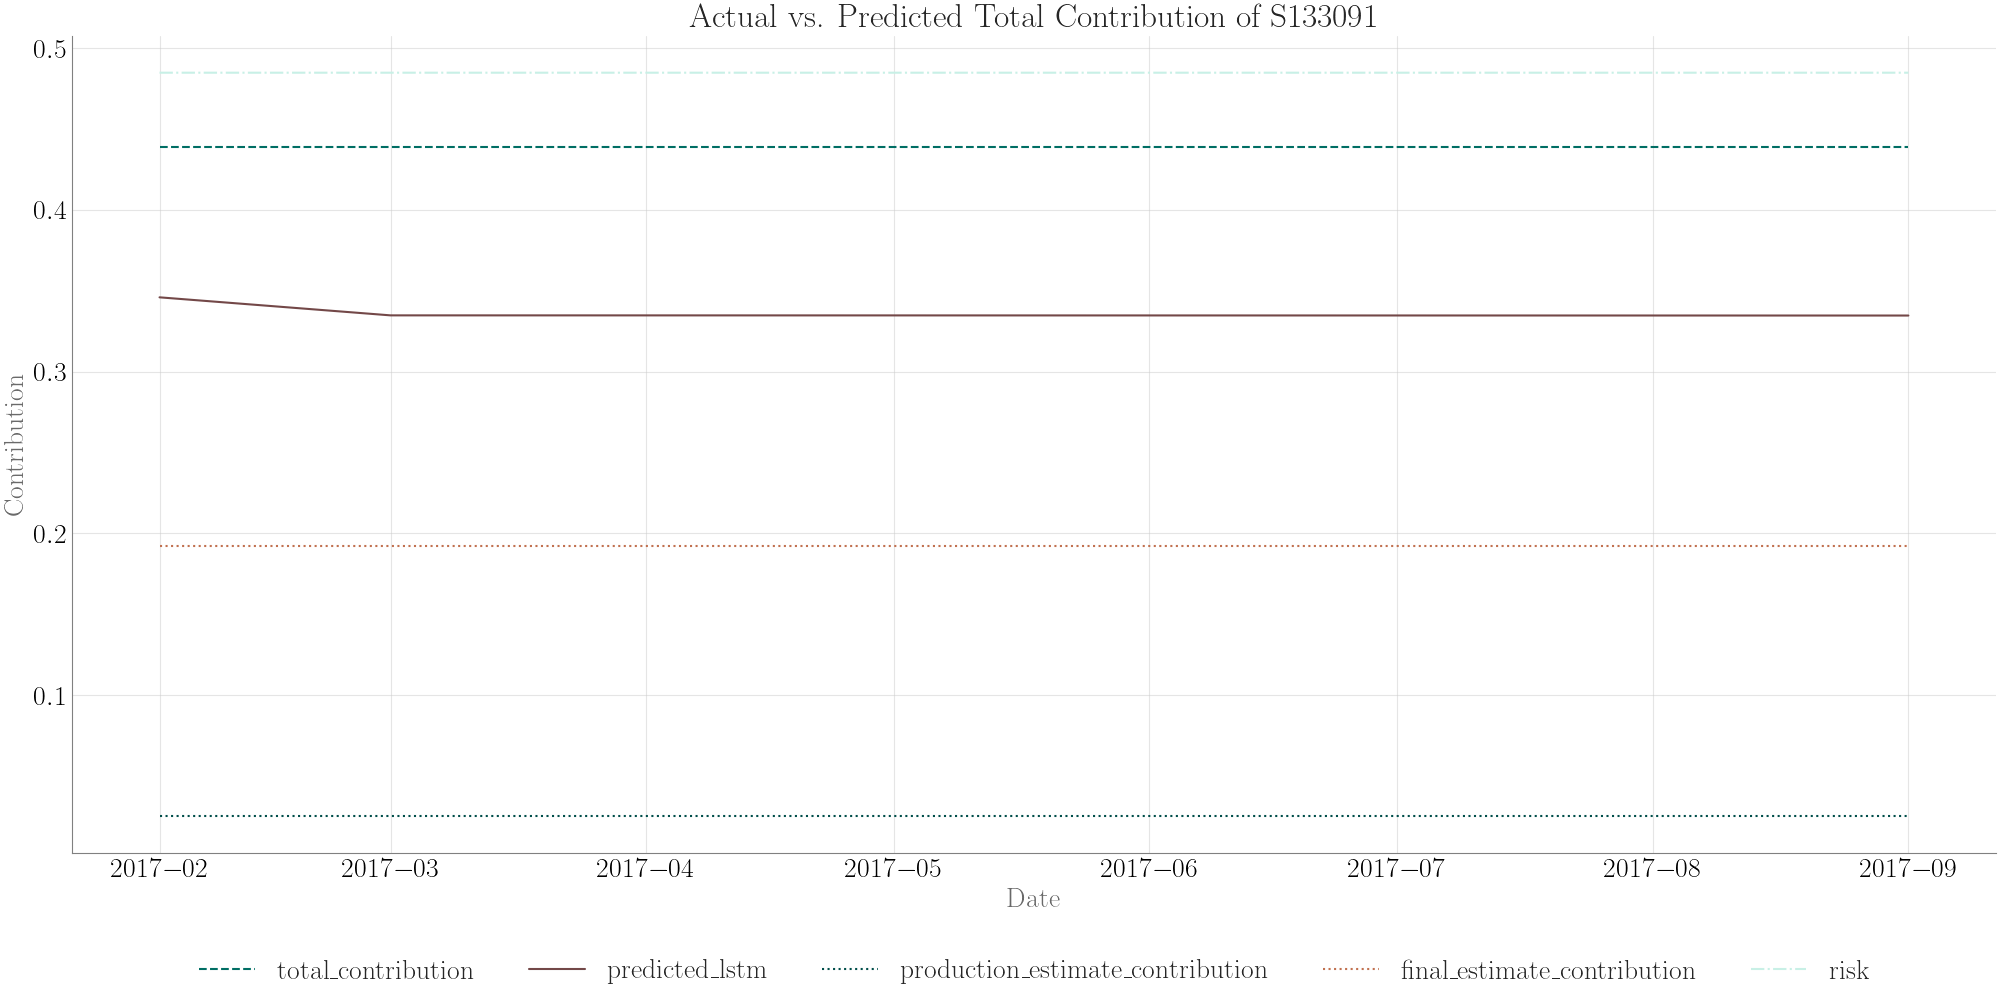 Actual vs. Predicted Total Contribution of S133091
0.5
0.4
0.3
0.2
0.1
Contribution
2017–02 2017–03 2017–04 2017–05 2017–06 2017–07 2017–08 2017–09
Date
total_contribution predicted_lstm production_estimate_contribution final_estimate_contribution risk